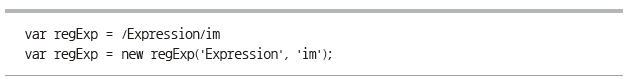 var regExp = /Expression/im
var regExp = new regExp('Expression', 'im');